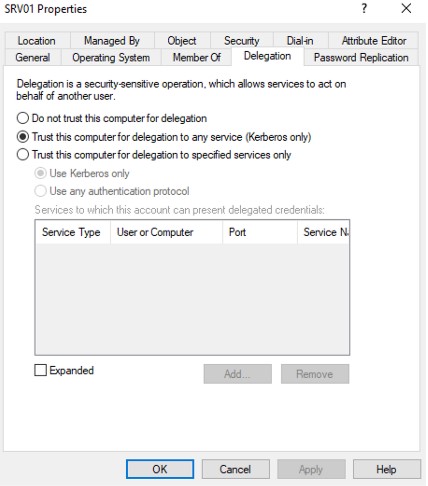 SRV01 Properties
?
Location Managed By Object Security Dial-in Attribute Editor
General Operating System Member Of Delegation Password Replication
Delegation is a security-sensitive operation, which allows services to act on
behalf of another user.
Do not trust this computer for delegation
Trust this computer for delegation to any service (Kerberos only)
Trust this computer for delegation to specified services only
Use Kerberos only
Use any authentication protocol
Services to which this account can present delegated credentials:
Service Type User or Computer Port Service Na
Expanded Add... Remove
OK Cancel Apply Help